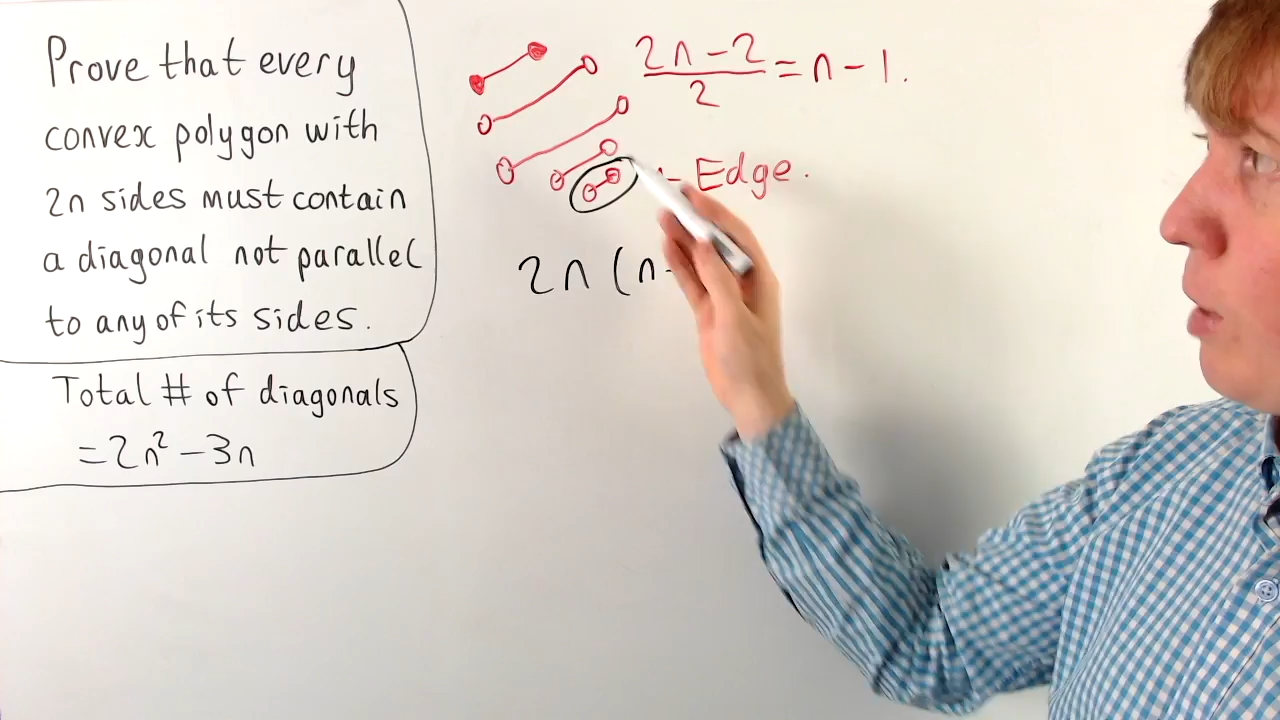 Prove that every
convex polygon with
2n sides must contain
a diagonal not parallel
to any of its sides.
Total # of diagonals
= 2n² - 3n
(2n - 2)/2 = n - 1.
- Edge.
2n (n -